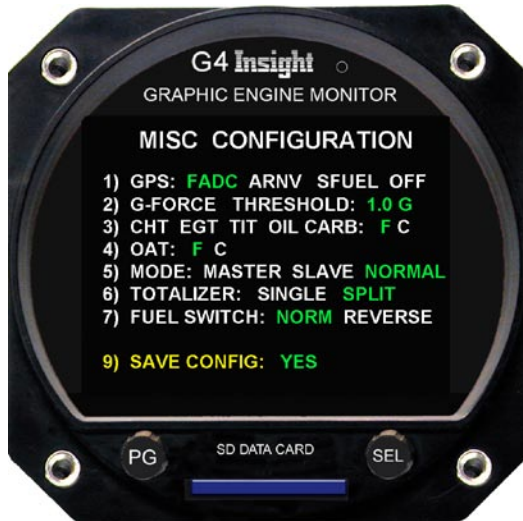 G4 Insight
GRAPHIC ENGINE MONITOR
MISC CONFIGURATION
1) GPS: FADC ARNV SFUEL OFF
2) G-FORCE THRESHOLD: 1.0 G
3) CHT EGT TIT OIL CARB: F C
4) OAT: F C
5) MODE: MASTER SLAVE NORMAL
6) TOTALIZER: SINGLE SPLIT
7) FUEL SWITCH: NORM REVERSE
9) SAVE CONFIG: YES
PG
SD DATA CARD
SEL